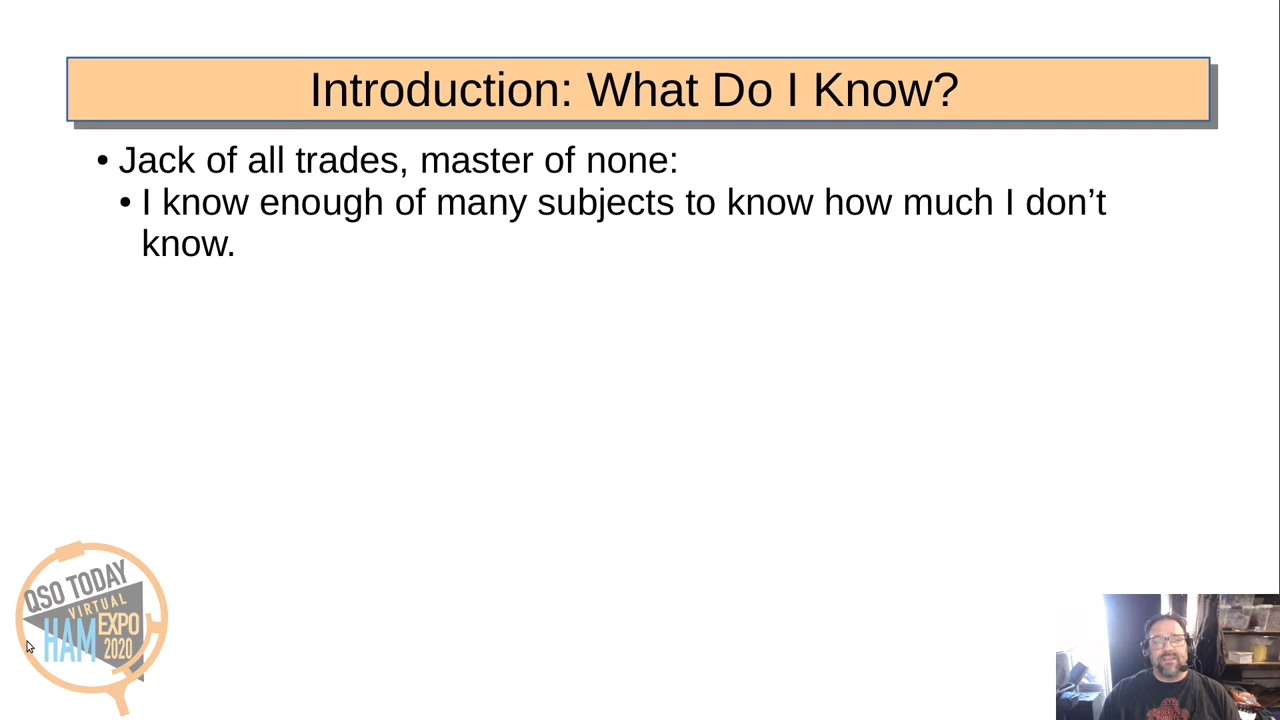 Introduction: What Do I Know?
• Jack of all trades, master of none:
• I know enough of many subjects to know how much I don’t
know.
QSO TODAY
VIRTUAL
HAM EXPO
2020